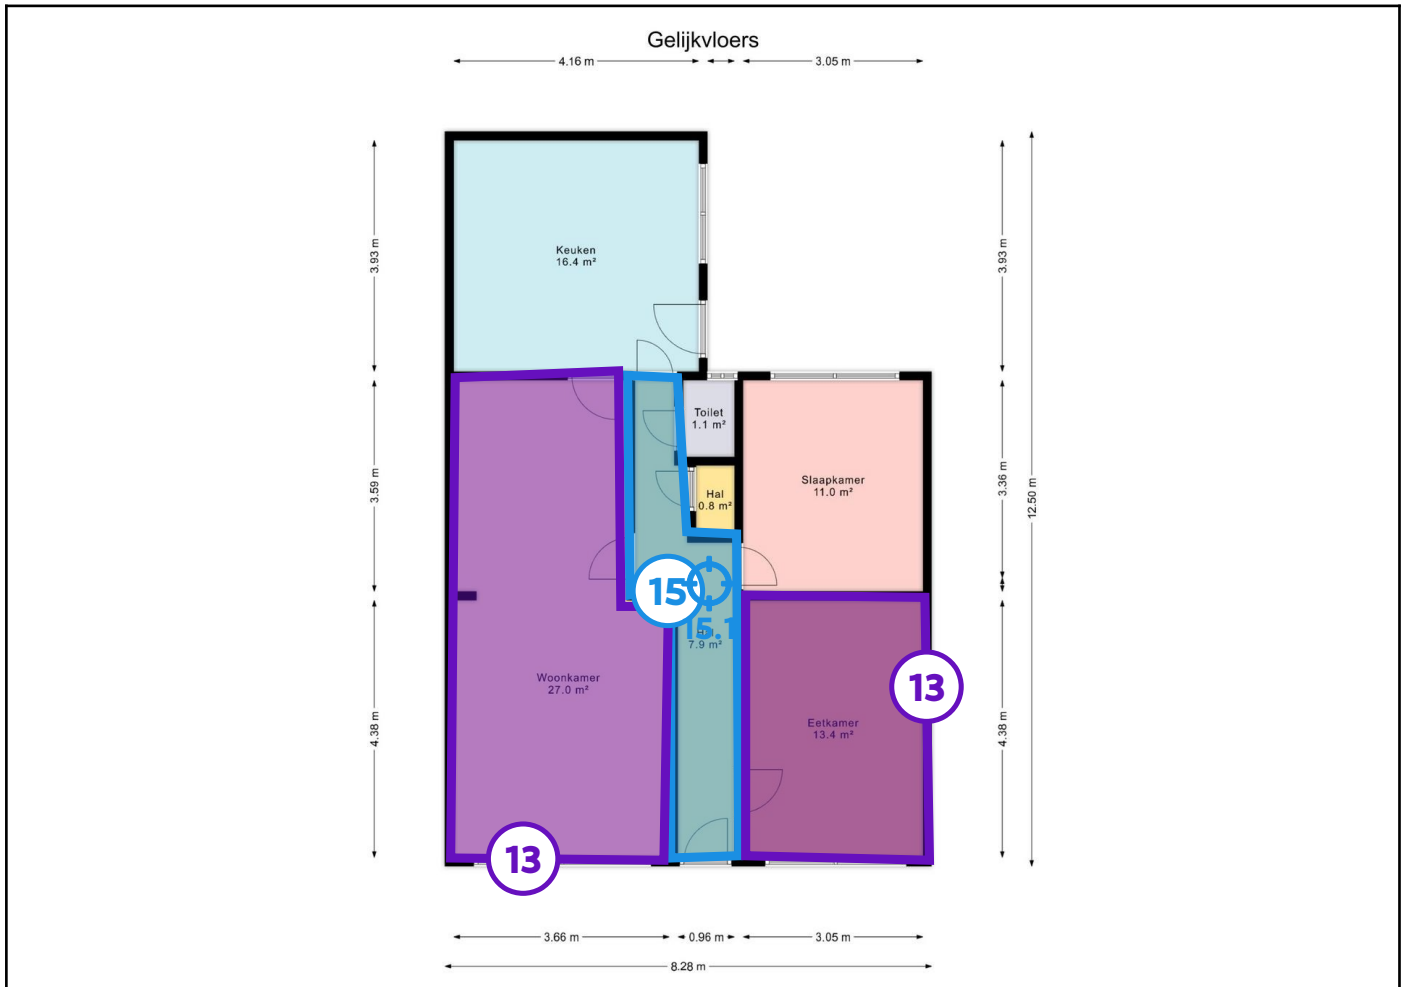 Gelijkvloers
4.16 m
3.05 m
3.93 m
3.93 m
Keuken
16.4 m²
12.50 m
3.59 m
3.36 m
Toilet
1.1 m²
Slaapkamer
11.0 m²
Hal
0.8 m²
15
15.1
7.9 m²
Woonkamer
27.0 m²
13
Eetkamer
13.4 m²
4.38 m
4.38 m
13
3.66 m
0.96 m
3.05 m
8.28 m